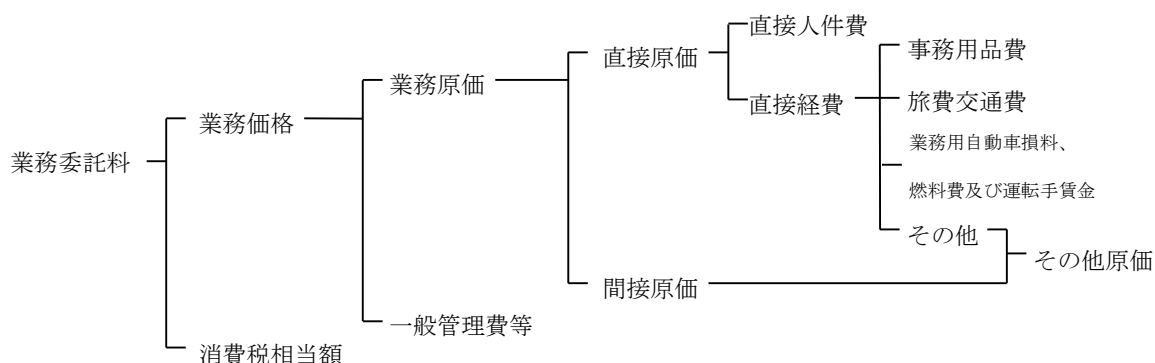 業務委託料
業務価格
消費税相当額
業務原価
一般管理費等
直接原価
間接原価
直接人件費
直接経費
事務用品費
旅費交通費
業務用自動車損料、
燃料費及び運転手賃金
その他
その他原価